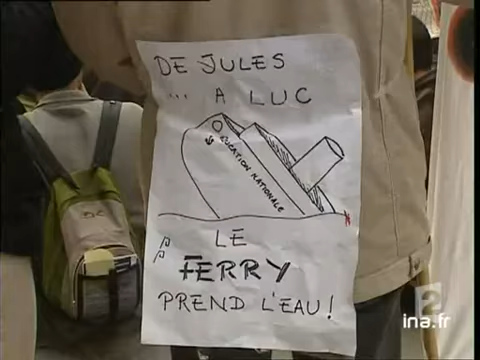 DE JULES
... A LUC
EDUCATION NATIONALE
LE
FERRY
PREND L'EAU!
2
ina.fr